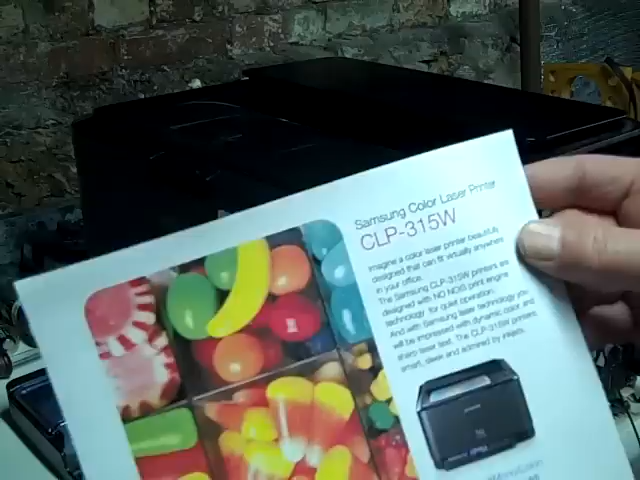 Samsung Color Laser Printer
CLP-315W
Imagine a color laser printer beautifully
designed that can fit virtually anywhere
in your office.
The Samsung CLP-315W printers are
designed with NO NOIS print engine
technology for quiet operation.
And with Samsung laser technology you
will be impressed with dynamic color and
sharp laser text. The CLP-315W printers
smart, sleek and admired by